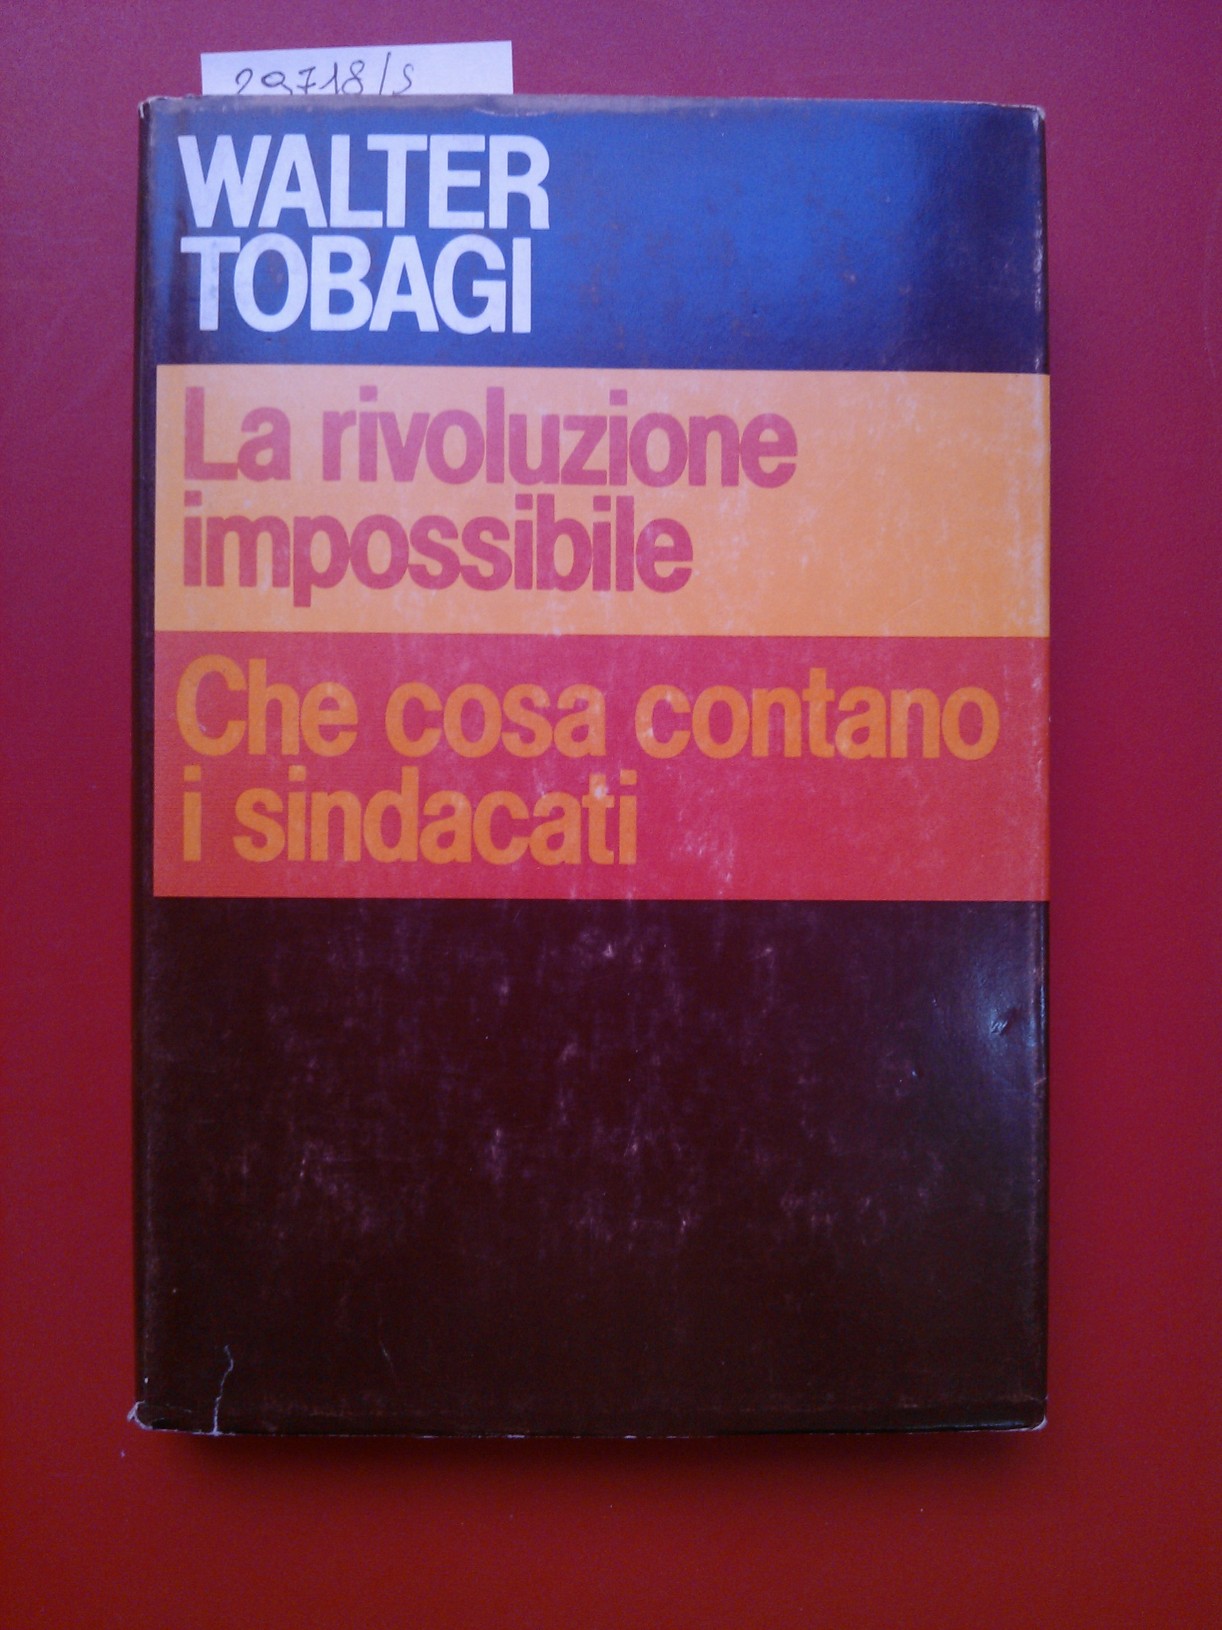 29718/S
WALTER
TOBAGI
La rivoluzione
impossibile
Che cosa contano
i sindacati